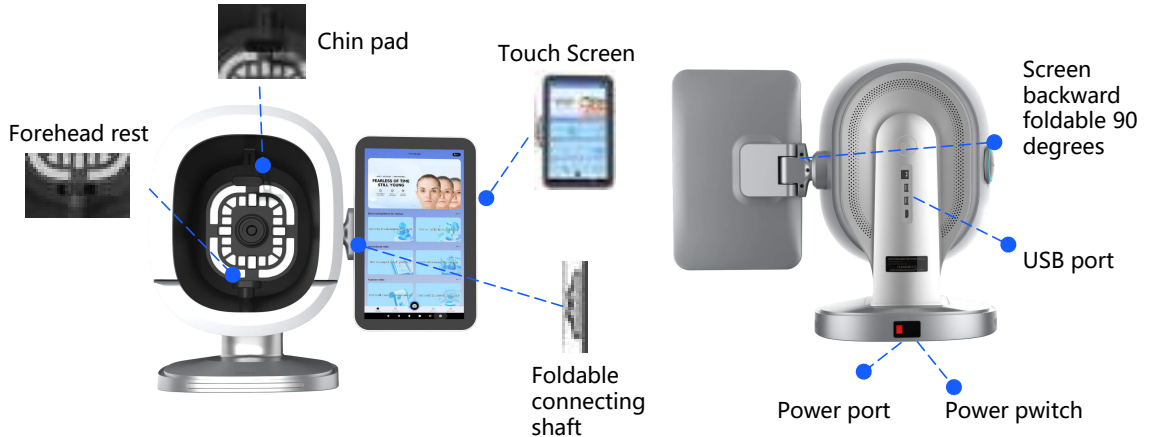 Chin pad
Touch Screen
Forehead rest
FEARLESS OF TIME
STILL YOUNG
Foldable
connecting
shaft
Screen
backward
foldable 90
degrees
USB port
Power port
Power pwitch